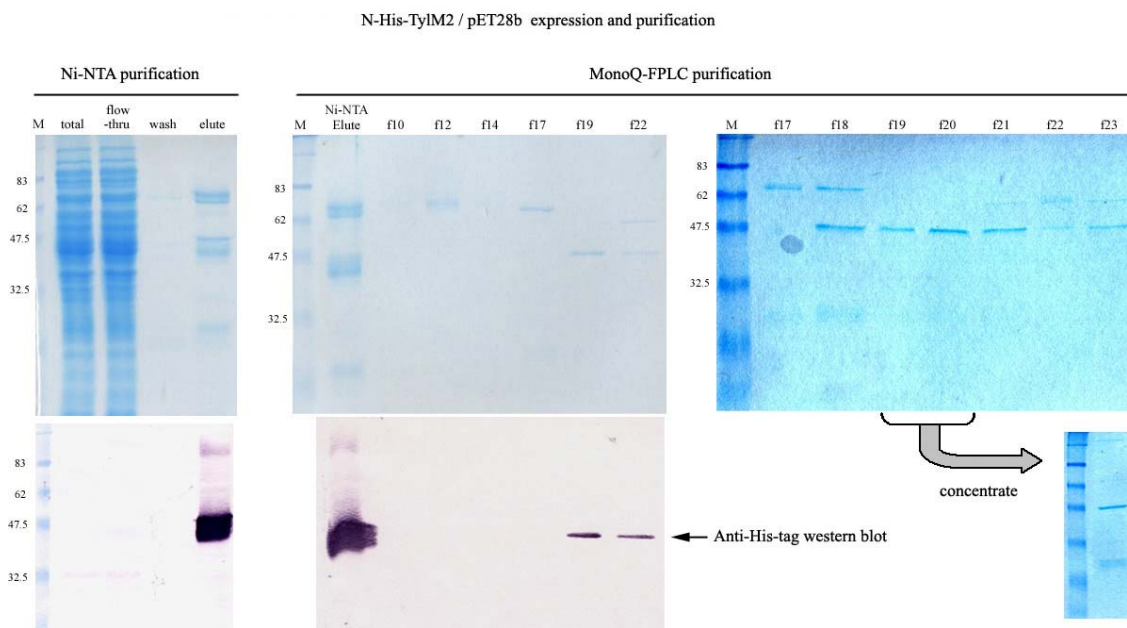 N-His-TylM2 / pET28b expression and purification
Ni-NTA purification
MonoQ-FPLC purification
M total flow-thru wash elute
83
62
47.5
32.5
83
62
47.5
32.5
M Ni-NTA Elute f10 f12 f14 f17 f19 f22
83
62
47.5
32.5
Anti-His-tag western blot
M f17 f18 f19 f20 f21 f22 f23
83
62
47.5
32.5
concentrate